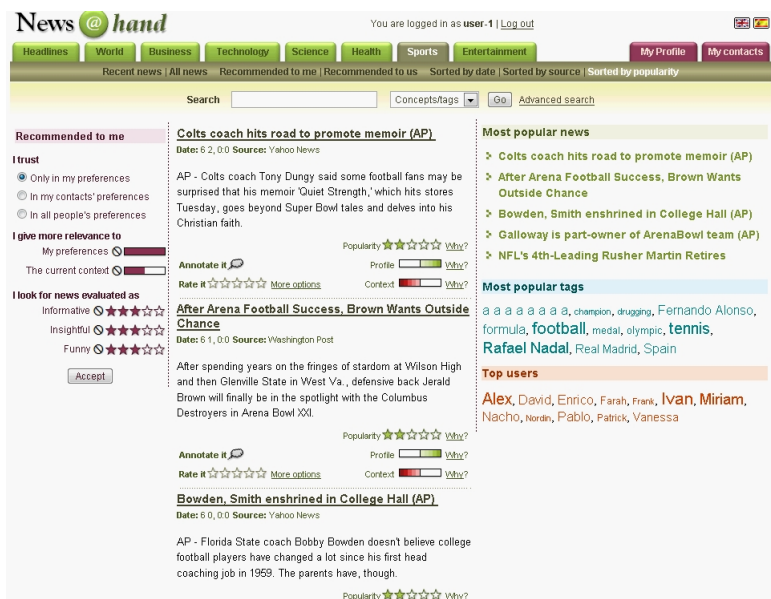 News @ hand
You are logged in as user-1 | Log out
Headlines World Business Technology Science Health Sports Entertainment My Profile My contacts
Recent news | All news Recommended to me | Recommended to us Sorted by date | Sorted by source | Sorted by popularity
Search Concepts/tags Go Advanced search
Recommended to me
I trust
Only in my preferences
In my contacts' preferences
In all people's preferences
I give more relevance to
My preferences
The current context
I look for news evaluated as
Informative
Insightful
Funny
Accept
Colts coach hits road to promote memoir (AP)
Date: 6 2, 0:0 Source: Yahoo News
AP - Colts coach Tony Dungy said some football fans may be
surprised that his memoir 'Quiet Strength,' which hits stores
Tuesday, goes beyond Super Bowl tales and delves into his
Christian faith.
Popularity Why?
Annotate it Profile Why?
Rate it More options Context Why?
After Arena Football Success, Brown Wants Outside
Chance
Date: 6 1, 0:0 Source: Washington Post
After spending years on the fringes of stardom at Wilson High
and then Glenville State in West Va., defensive back Jerald
Brown will finally be in the spotlight with the Columbus
Destroyers in Arena Bowl XXI.
Popularity Why?
Annotate it Profile Why?
Rate it More options Context Why?
Bowden, Smith enshrined in College Hall (AP)
Date: 6 0, 0:0 Source: Yahoo News
AP - Florida State coach Bobby Bowden doesn't believe college
football players have changed a lot since his first head
coaching job in 1959. The parents have, though.
Popularity Why?
Most popular news
Colts coach hits road to promote memoir (AP)
After Arena Football Success, Brown Wants
Outside Chance
Bowden, Smith enshrined in College Hall (AP)
Galloway is part-owner of ArenaBowl team (AP)
NFL's 4th-Leading Rusher Martin Retires
Most popular tags
a a a a a a a a, champion, drugging, Fernando Alonso,
formula, football, medal, olympic, tennis,
Rafael Nadal, Real Madrid, Spain
Top users
Alex, David, Enrico, Farah, Frank, Ivan, Miriam,
Nacho, Nordin, Pablo, Patrick, Vanessa